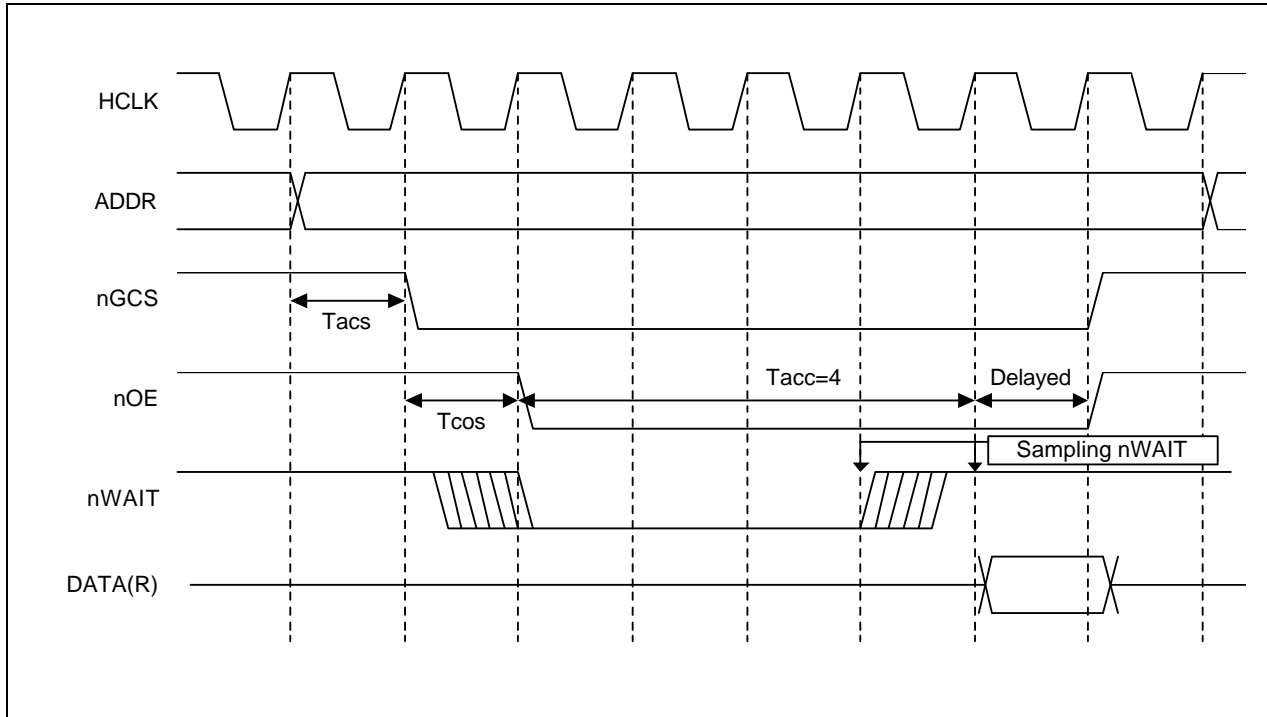 HCLK
ADDR
nGCS
Tacs
nOE
Tacc=4
Delayed
Tcos
Sampling nWAIT
nWAIT
DATA(R)